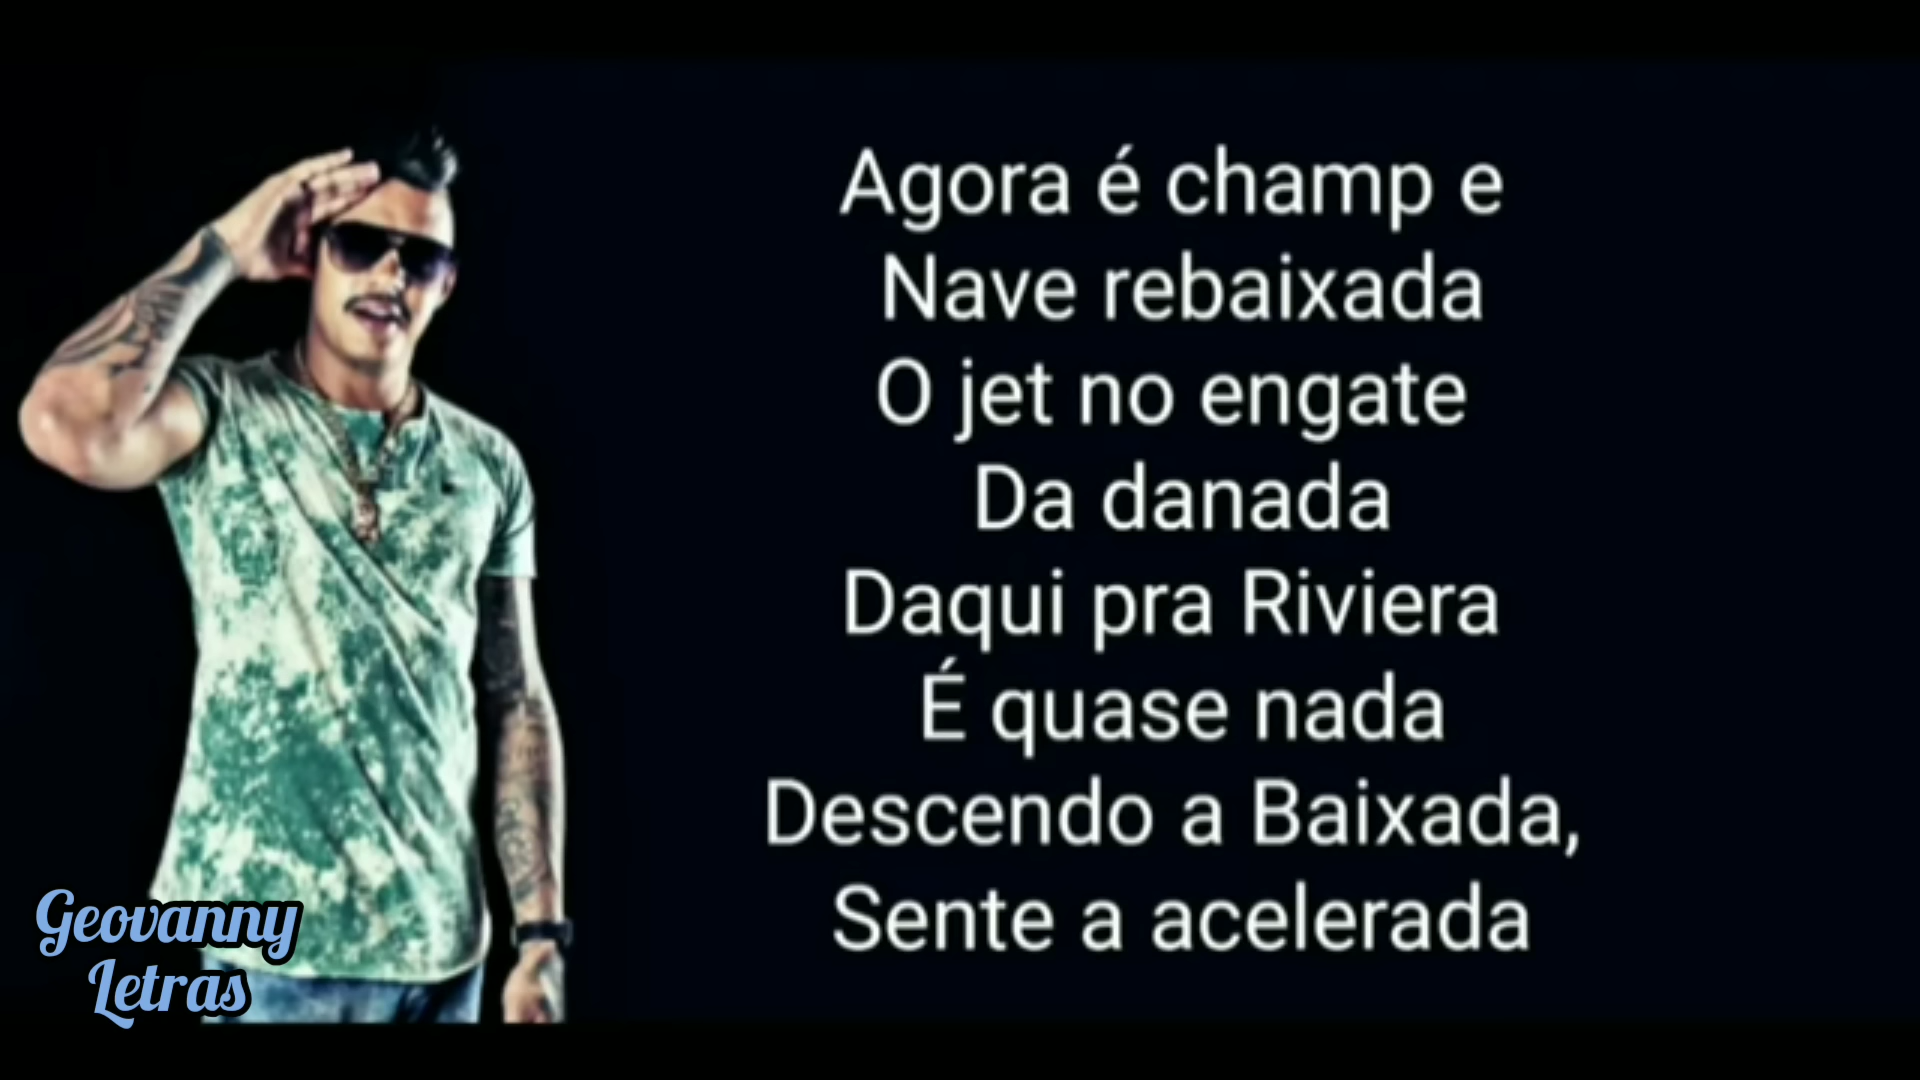 Agora é champ e
Nave rebaixada
O jet no engate
Da danada
Daqui pra Riviera
É quase nada
Descendo a Baixada,
Sente a acelerada
Geovanny
Letras